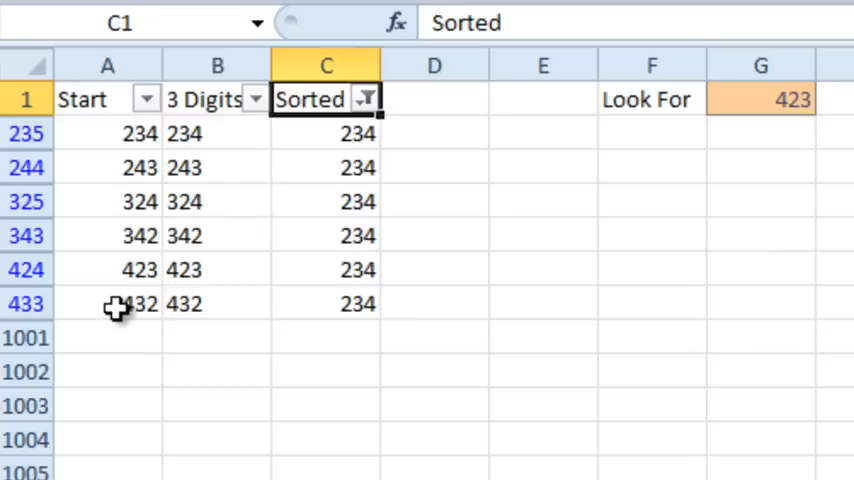 C1 fx Sorted
A B C D E F G
1 Start 3 Digits Sorted Look For 423
235 234 234 234
244 243 243 234
325 324 324 234
343 342 342 234
424 423 423 234
433 432 432 234
1001
1002
1003
1004
1005